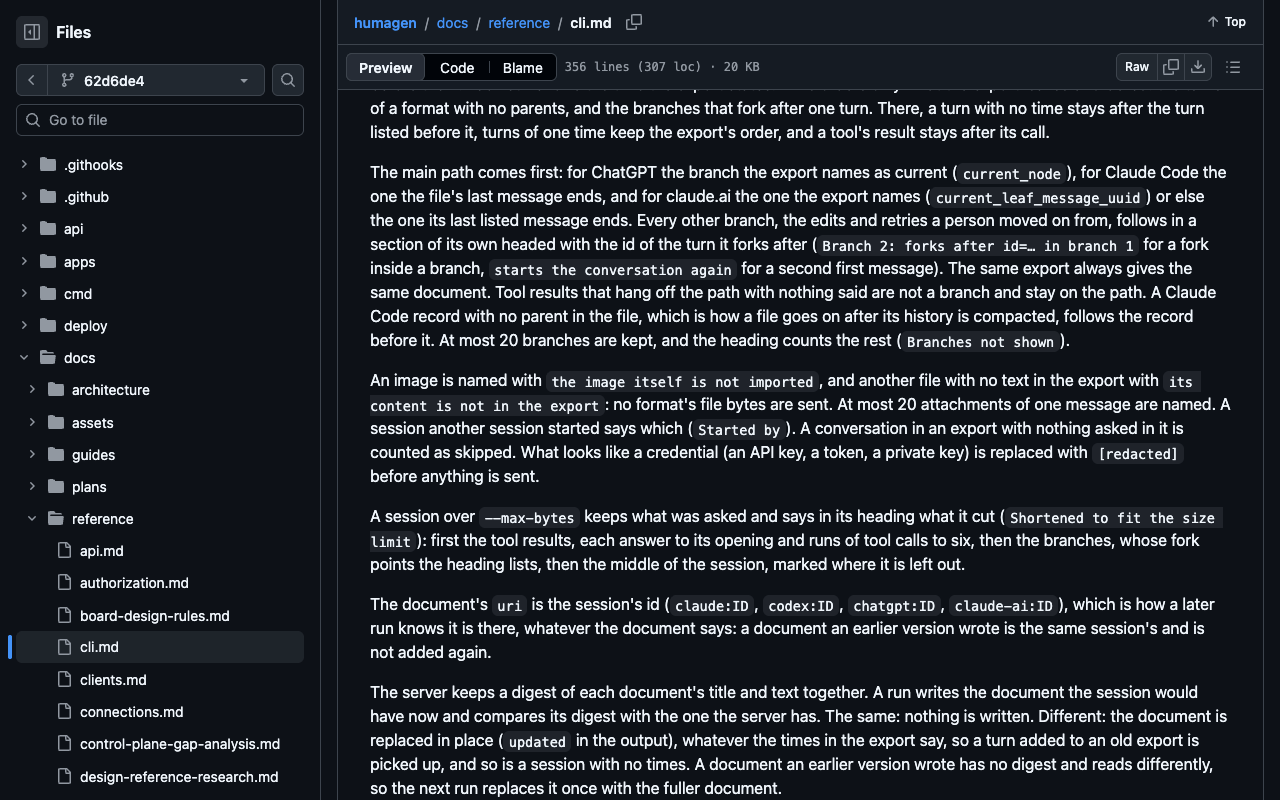 Files
62d6de4
Go to file
.githooks
.github
api
apps
cmd
deploy
docs
architecture
assets
guides
plans
reference
api.md
authorization.md
board-design-rules.md
cli.md
clients.md
connections.md
control-plane-gap-analysis.md
design-reference-research.md
humagen / docs / reference / cli.md
Top
Preview Code Blame 356 lines (307 loc) · 20 KB
Raw
of a format with no parents, and the branches that fork after one turn. There, a turn with no time stays after the turn
listed before it, turns of one time keep the export's order, and a tool's result stays after its call.
The main path comes first: for ChatGPT the branch the export names as current (current_node), for Claude Code the
one the file's last message ends, and for claude.ai the one the export names (current_leaf_message_uuid) or else
the one its last listed message ends. Every other branch, the edits and retries a person moved on from, follows in a
section of its own headed with the id of the turn it forks after (Branch 2: forks after id=… in branch 1 for a fork
inside a branch, starts the conversation again for a second first message). The same export always gives the
same document. Tool results that hang off the path with nothing said are not a branch and stay on the path. A Claude
Code record with no parent in the file, which is how a file goes on after its history is compacted, follows the record
before it. At most 20 branches are kept, and the heading counts the rest (Branches not shown).
An image is named with the image itself is not imported, and another file with no text in the export with its
content is not in the export: no format's file bytes are sent. At most 20 attachments of one message are named. A
session another session started says which (Started by). A conversation in an export with nothing asked in it is
counted as skipped. What looks like a credential (an API key, a token, a private key) is replaced with [redacted]
before anything is sent.
A session over --max-bytes keeps what was asked and says in its heading what it cut (Shortened to fit the size
limit): first the tool results, each answer to its opening and runs of tool calls to six, then the branches, whose fork
points the heading lists, then the middle of the session, marked where it is left out.
The document's uri is the session's id (claude:ID, codex:ID, chatgpt:ID, claude-ai:ID), which is how a later
run knows it is there, whatever the document says: a document an earlier version wrote is the same session's and is
not added again.
The server keeps a digest of each document's title and text together. A run writes the document the session would
have now and compares its digest with the one the server has. The same: nothing is written. Different: the document is
replaced in place (updated in the output), whatever the times in the export say, so a turn added to an old export is
picked up, and so is a session with no times. A document an earlier version wrote has no digest and reads differently,
so the next run replaces it once with the fuller document.